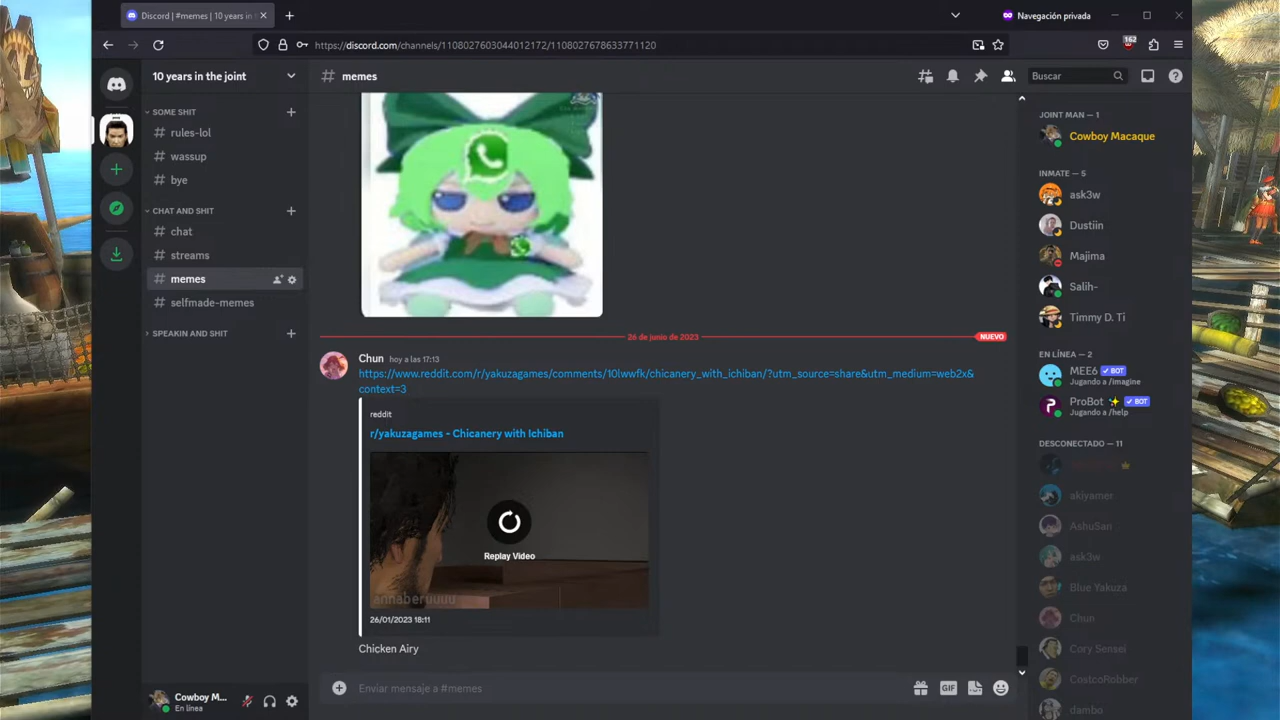 Discord | #memes | 10 years in t
Navegación privada
https://discord.com/channels/1108027603044012172/1108027678633771120
162
10 years in the joint
# memes
Buscar
SOME SHIT
# rules-lol
# wassup
# bye
CHAT AND SHIT
# chat
# streams
# memes
# selfmade-memes
SPEAKIN AND SHIT
26 de junio de 2023
NUEVO
Chun hoy a las 17:13
https://www.reddit.com/r/yakuzagames/comments/10lwwfk/chicanery_with_ichiban/?utm_source=share&utm_medium=web2x&
context=3
reddit
r/yakuzagames - Chicanery with Ichiban
Replay Video
annaberuuuu
26/01/2023 18:11
Chicken Airy
Enviar mensaje a #memes
GIF
Cowboy M...
En línea
JOINT MAN — 1
Cowboy Macaque
INMATE — 5
ask3w
Dustiin
Majima
Salih-
Timmy D. Ti
EN LÍNEA — 2
MEE6 ✓ BOT
Jugando a /imagine
ProBot ✨ ✓ BOT
Jugando a /help
DESCONECTADO — 11
akiyamer
AshuSan
ask3w
Blue Yakuza
Chun
Cory Sensei
CostcoRobber
dambo